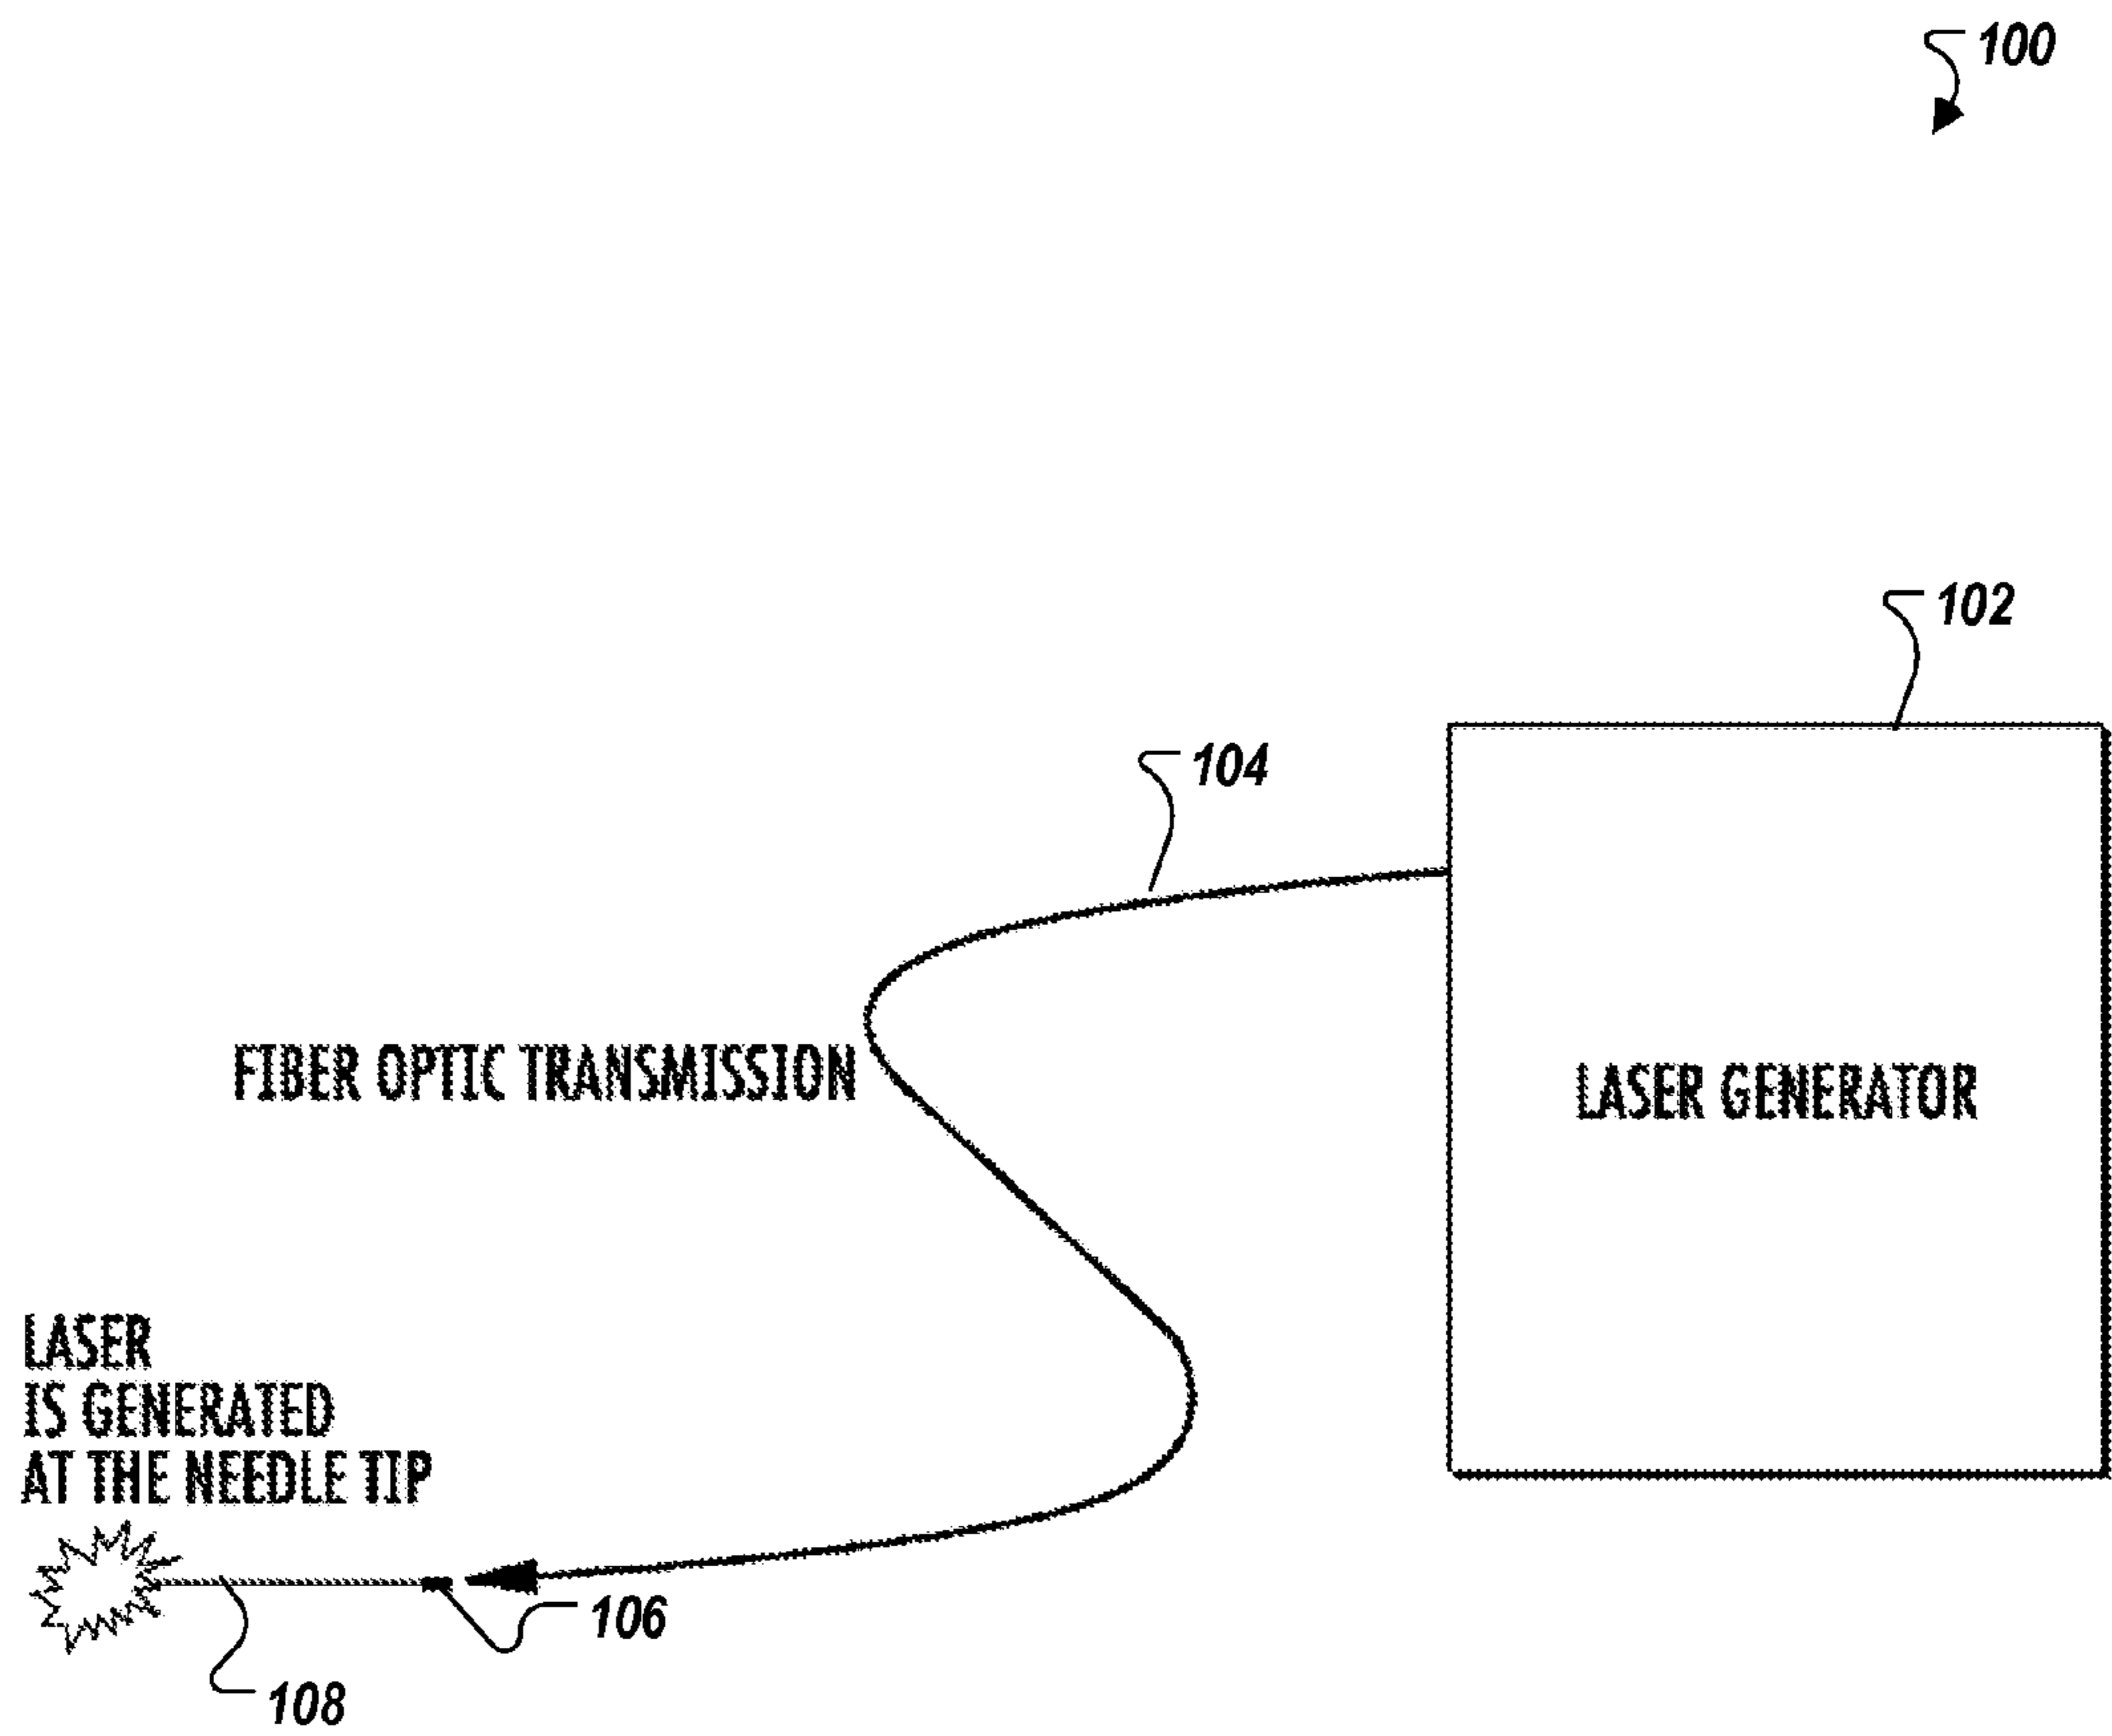 100
102
104
FIBER OPTIC TRANSMISSION
LASER GENERATOR
LASER
IS GENERATED
AT THE NEEDLE TIP
106
108